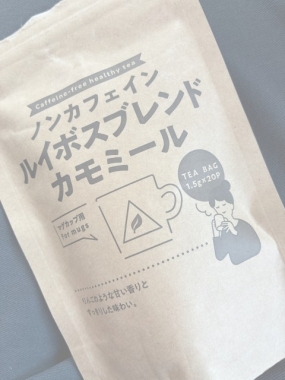 Caffeine-free healthy tea
ノンカフェイン
ルイボスブレンド
カモミール
マグカップ用
for mugs
TEA BAG
1.5g×20P
りんごのような甘い香りと
すっきりした味わい。